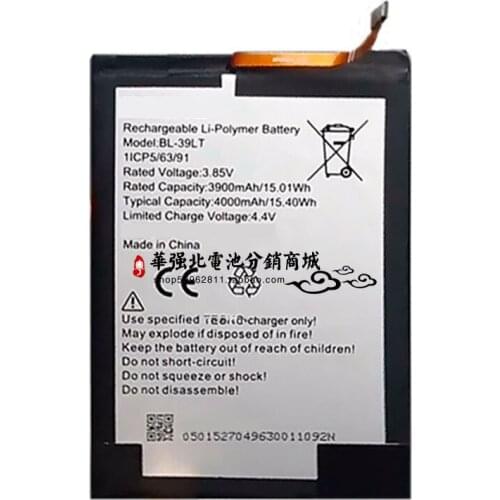 Rechargeable Li-Polymer Battery
Model:BL-39LT
1ICP5/63/91
Rated Voltage:3.85V
Rated Capacity:3900mAh/15.01Wh
Typical Capacity:4000mAh/15.40Wh
Limited Charge Voltage:4.4V
Made in China
華强北電池分銷商城
CE
Use specified charger only!
May explode if disposed of in fire!
Keep the battery out of reach of children!
Do not short-circuit!
Do not squeeze or shock!
Do not disassemble!
0501527049630011092N